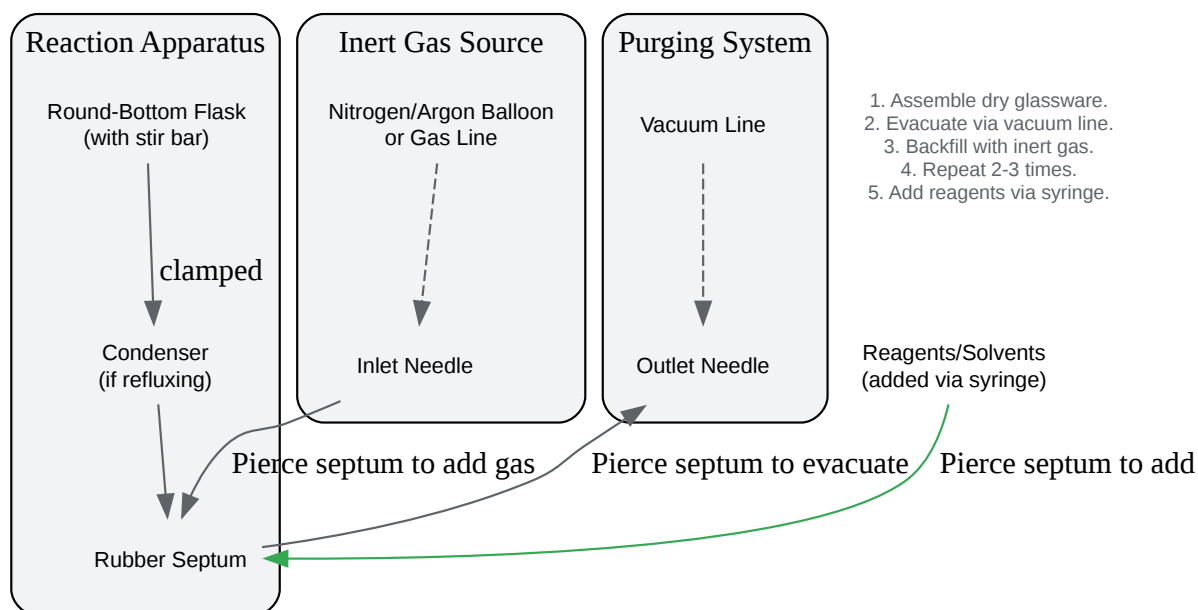 Reaction Apparatus
Inert Gas Source
Purging System
Round-Bottom Flask
(with stir bar)
Nitrogen/Argon Balloon
or Gas Line
Vacuum Line
1. Assemble dry glassware.
2. Evacuate via vacuum line.
3. Backfill with inert gas.
4. Repeat 2-3 times.
5. Add reagents via syringe.
clamped
Condenser
(if refluxing)
Inlet Needle
Outlet Needle
Reagents/Solvents
(added via syringe)
Pierce septum to add gas
Pierce septum to evacuate
Pierce septum to add
Rubber Septum